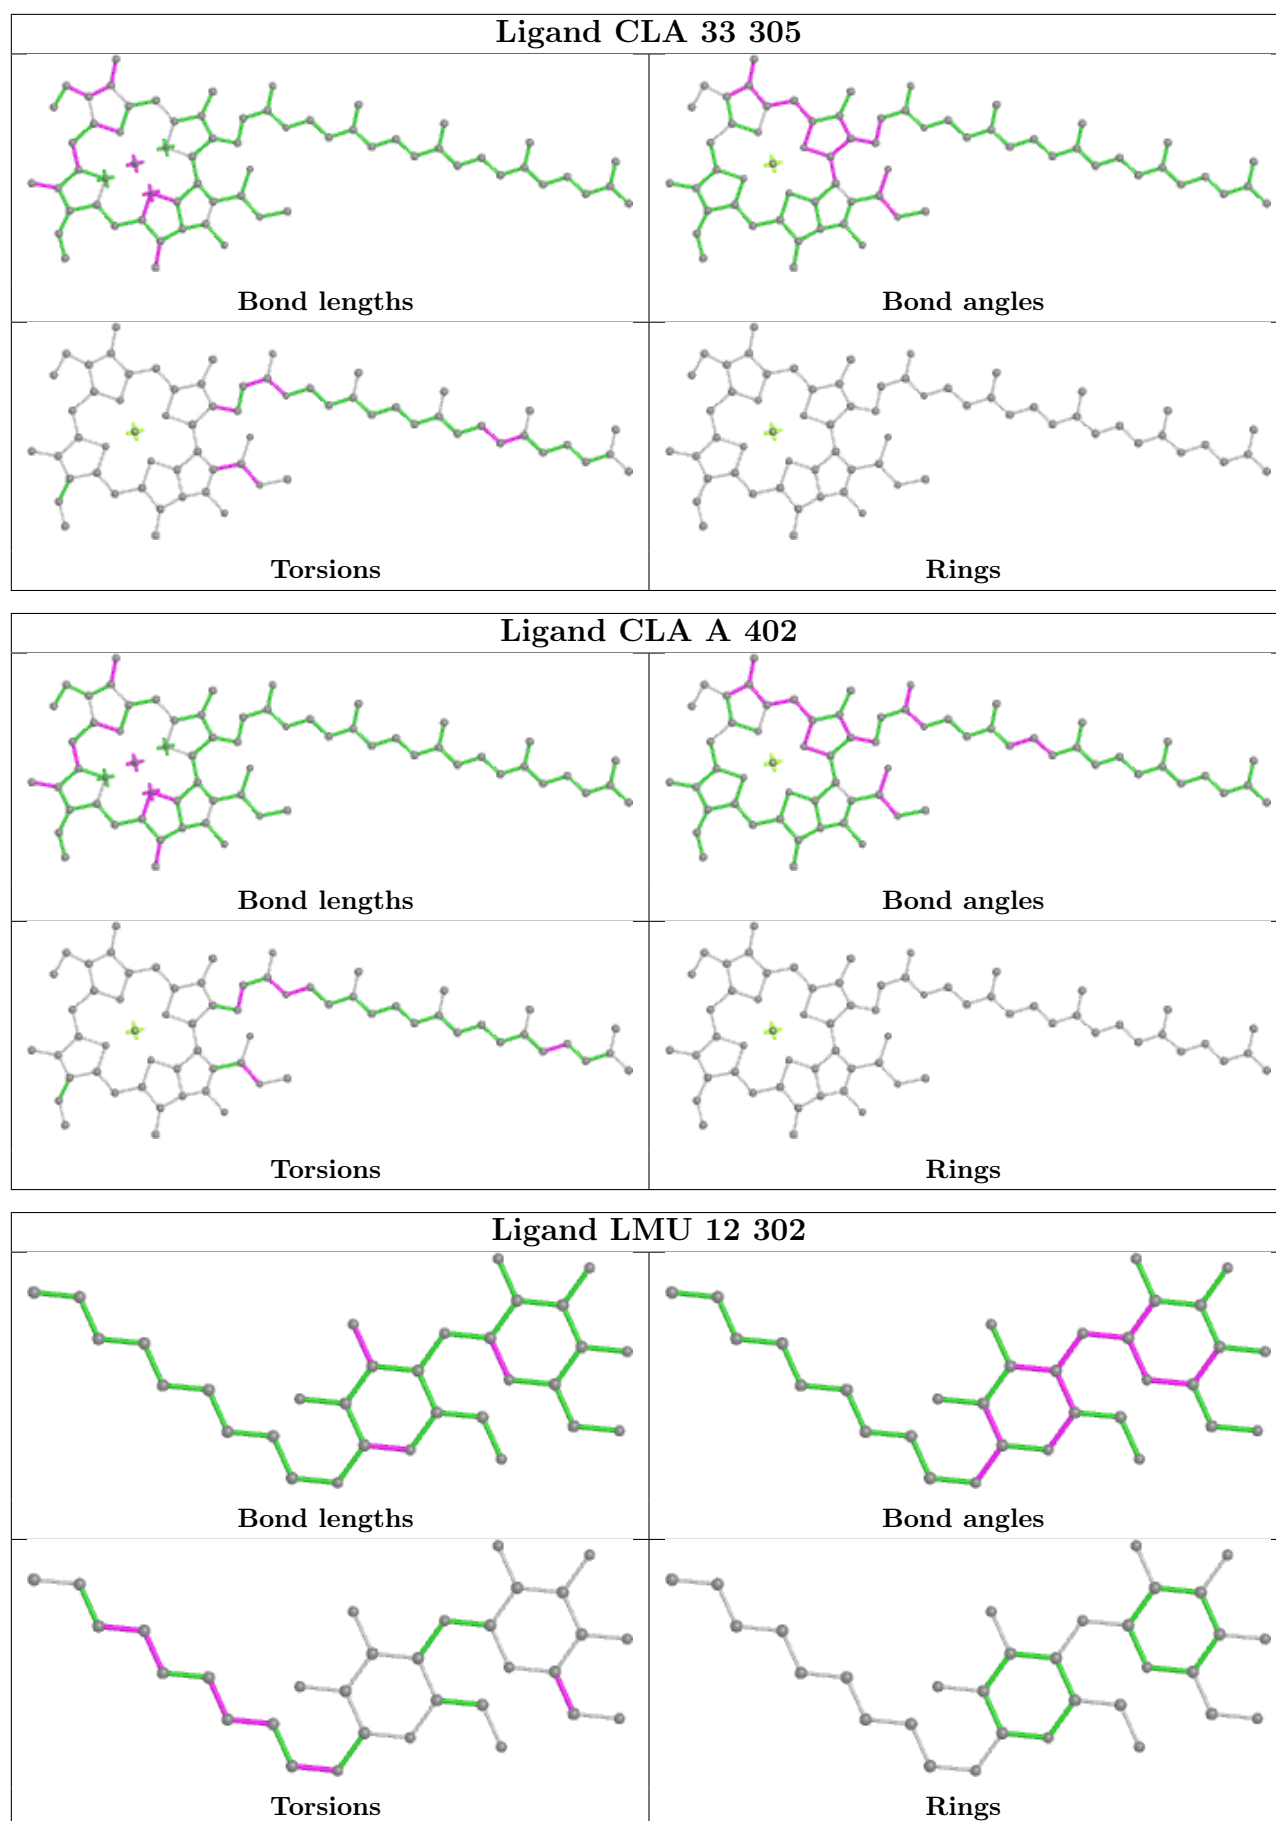 Ligand CLA 33 305
Bond lengths
Bond angles
Torsions
Rings
Ligand CLA A 402
Bond lengths
Bond angles
Torsions
Rings
Ligand LMU 12 302
Bond lengths
Bond angles
Torsions
Rings